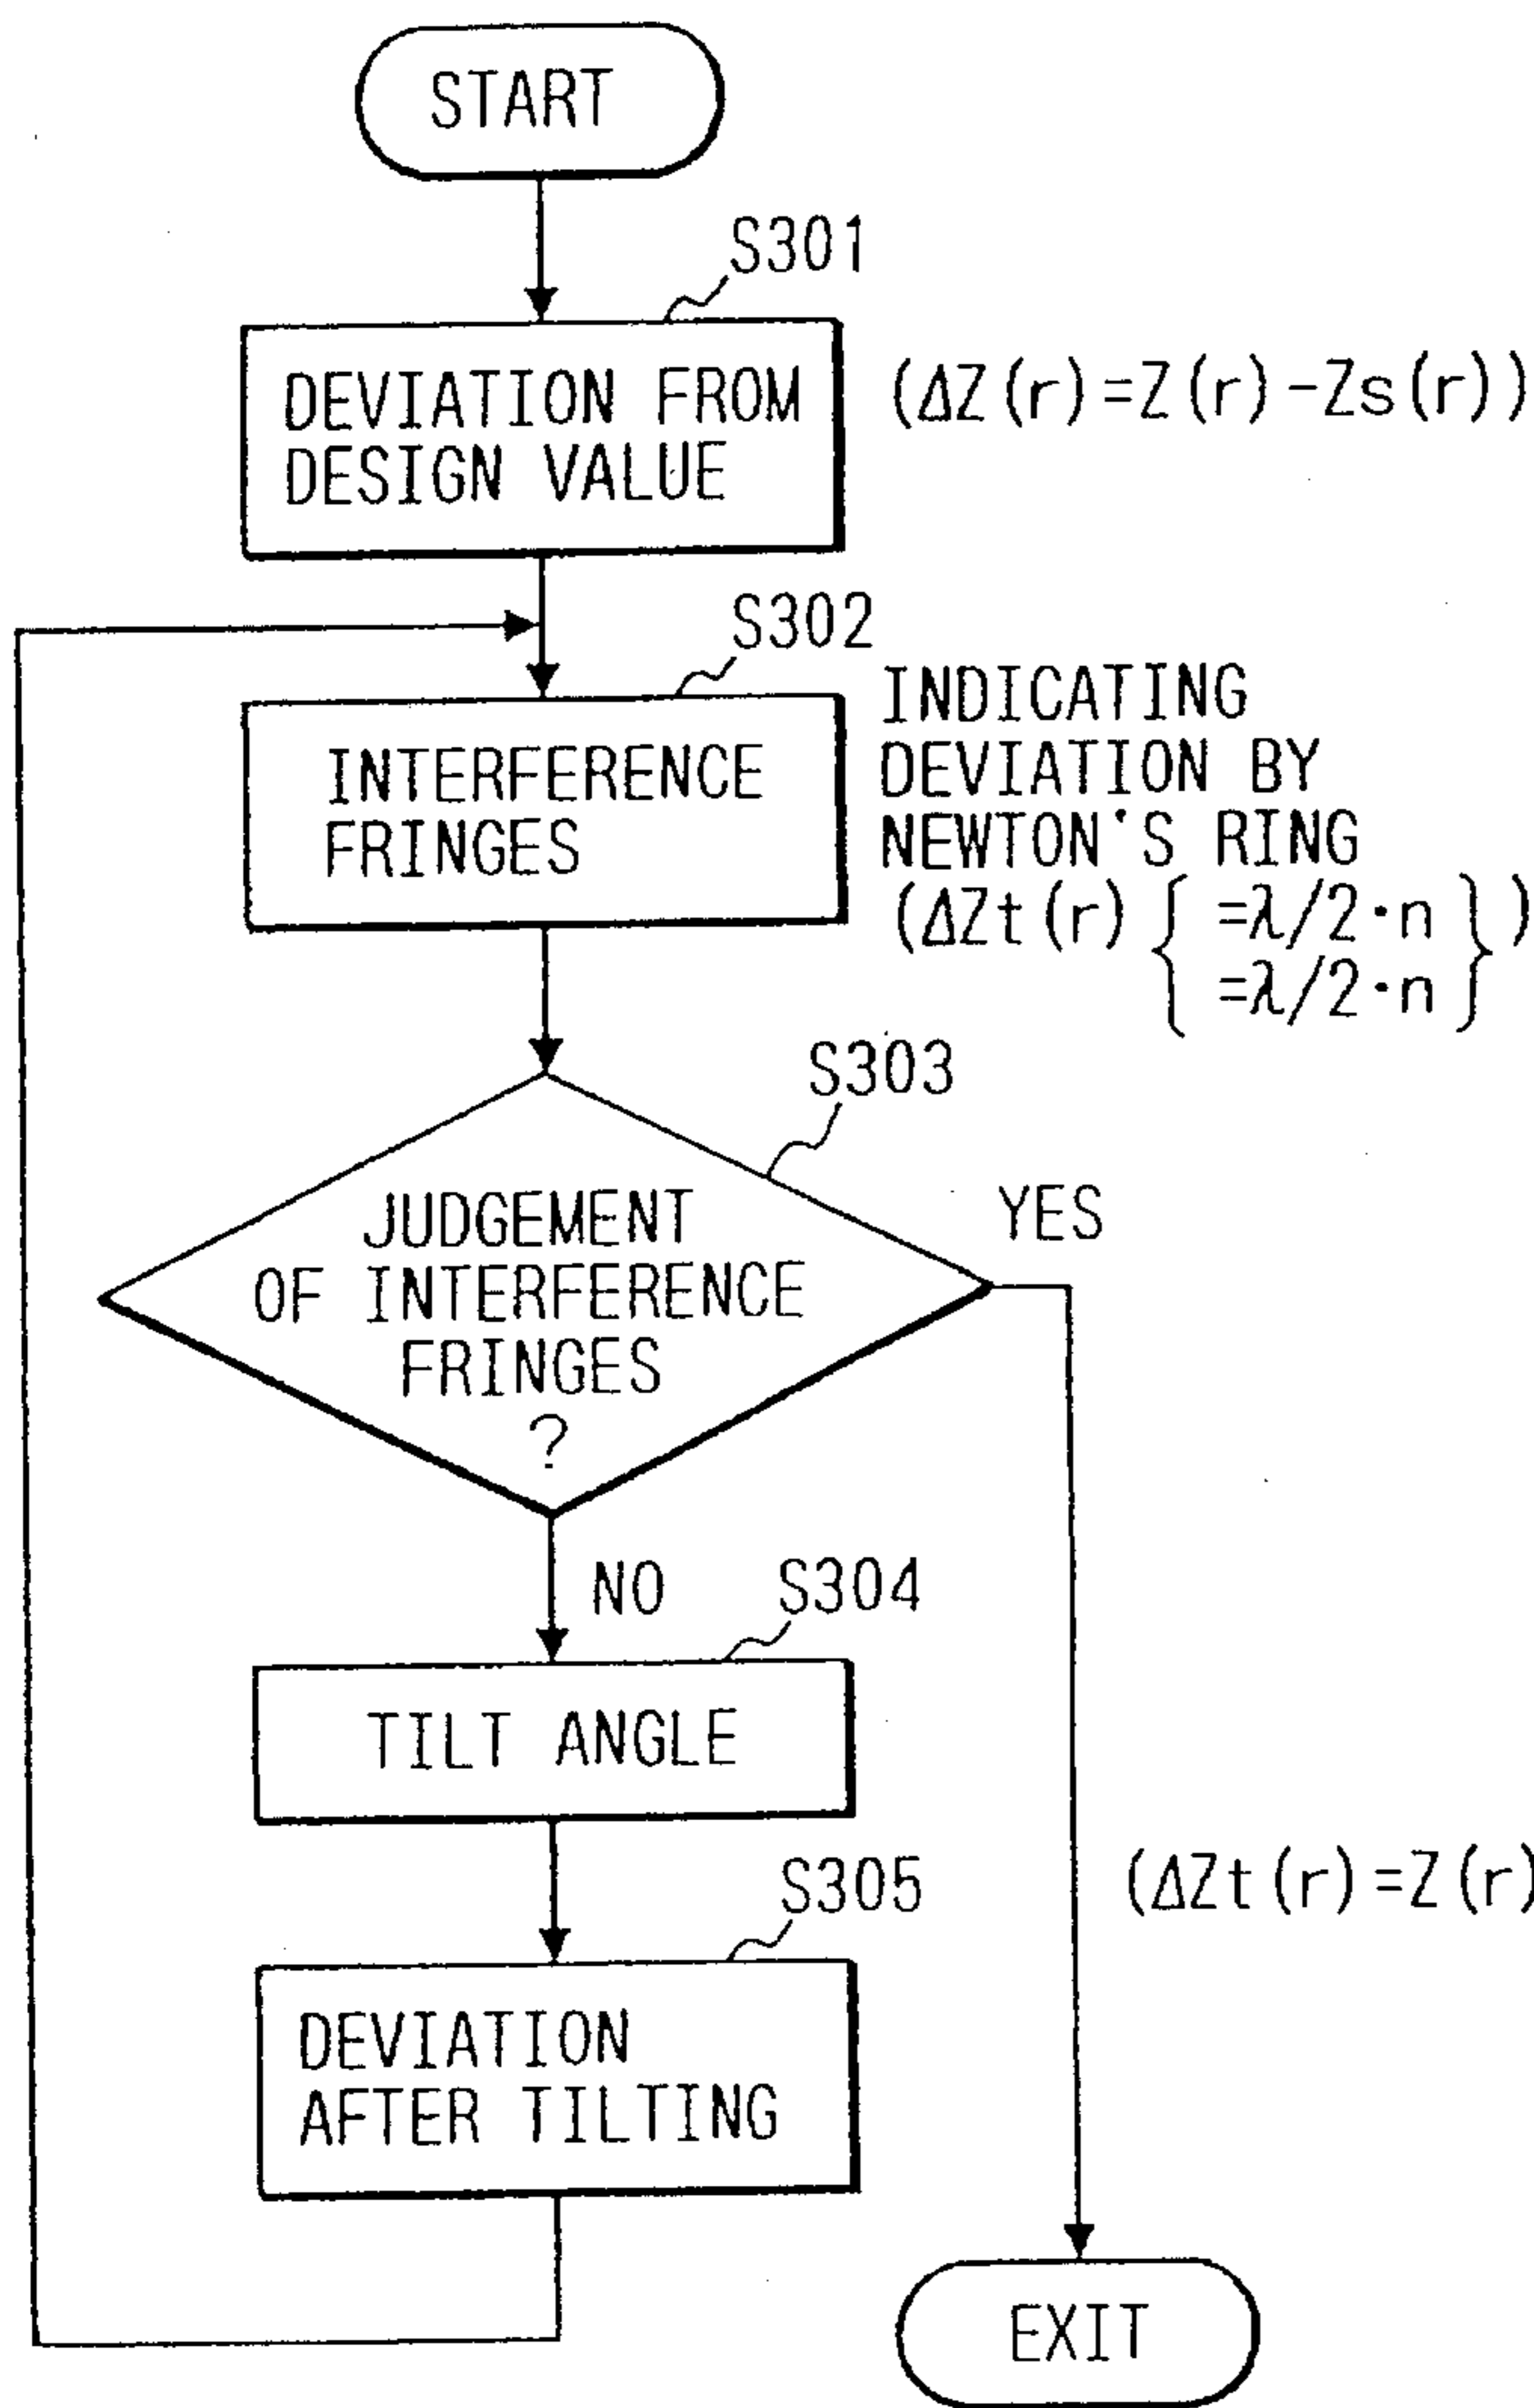 START
S301
DEVIATION FROM
DESIGN VALUE
(ΔZ(r)=Z(r)-Zs(r))
S302
INTERFERENCE
FRINGES
INDICATING
DEVIATION BY
NEWTON'S RING
(ΔZt(r) { =λ/2·n } )
=λ/2·n
S303
JUDGEMENT
OF INTERFERENCE
FRINGES
?
YES
NO
S304
TILT ANGLE
S305
DEVIATION
AFTER TILTING
(ΔZt(r)=Z(r)
EXIT